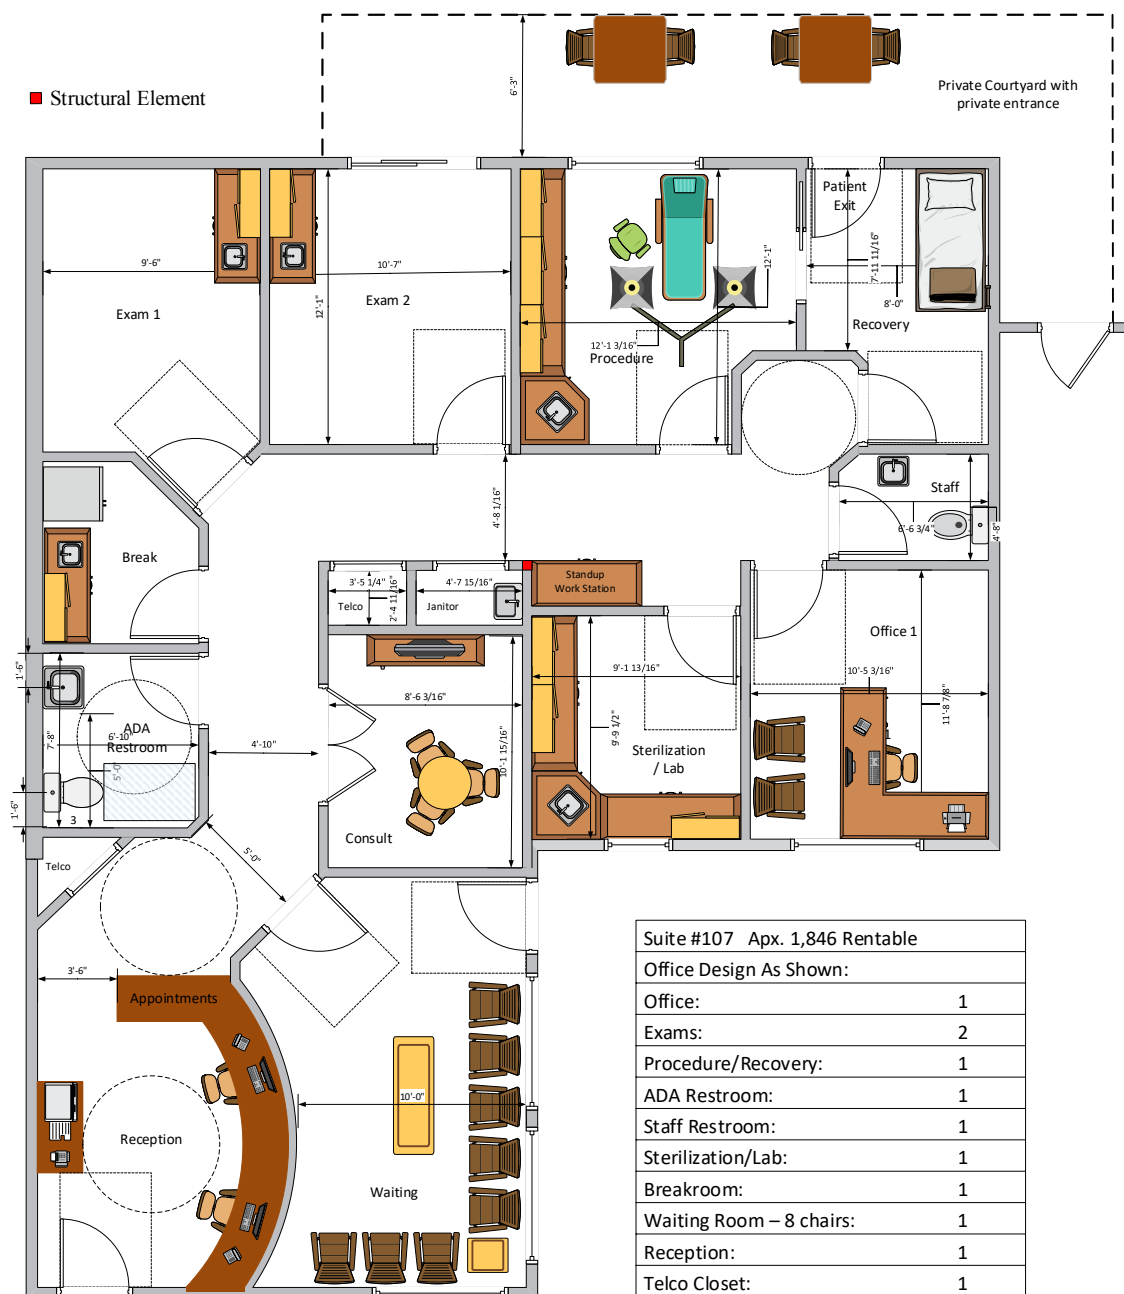 6'-3"
Private Courtyard with
private entrance
Structural Element
Patient
Exit
9'-6"
10'-7"
12'-1"
12'-1"
7'-11 11/16"
8'-0"
Exam 1
Exam 2
Recovery
12'-1 3/16"
Procedure
4'-8 1/16"
Staff
6'-6 3/4"
4'-8"
Break
3'-5 1/4"
2'-4 11/16"
4'-7 15/16"
Telco
Janitor
Standup
Work Station
Office 1
1'-6"
9'-1 13/16"
10'-5 3/16"
8'-6 3/16"
11'-8 7/8"
ADA
Restroom
6'-10"
7'-8"
5'-0"
4'-10"
10'-1 15/16"
9'-9 1/2"
Sterilization
/ Lab
1'-6"
3
Consult
5'-0"
Telco
3'-6"
Appointments
10'-0"
Reception
Waiting
Suite #107 Apx. 1,846 Rentable
Office Design As Shown:
Office: 1
Exams: 2
Procedure/Recovery: 1
ADA Restroom: 1
Staff Restroom: 1
Sterilization/Lab: 1
Breakroom: 1
Waiting Room – 8 chairs: 1
Reception: 1
Telco Closet: 1